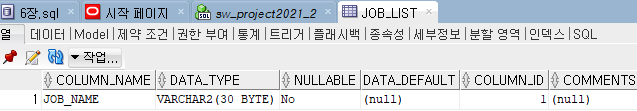 6장.sql 시작 페이지 sw_project2021_2 JOB_LIST
열 데이터 Model 제약 조건 권한 부여 통계 트리거 플래시백 종속성 세부정보 분할 영역 인덱스 SQL
작업...
COLUMN_NAME DATA_TYPE NULLABLE DATA_DEFAULT COLUMN_ID COMMENTS
1 JOB_NAME VARCHAR2(30 BYTE) No (null) 1 (null)